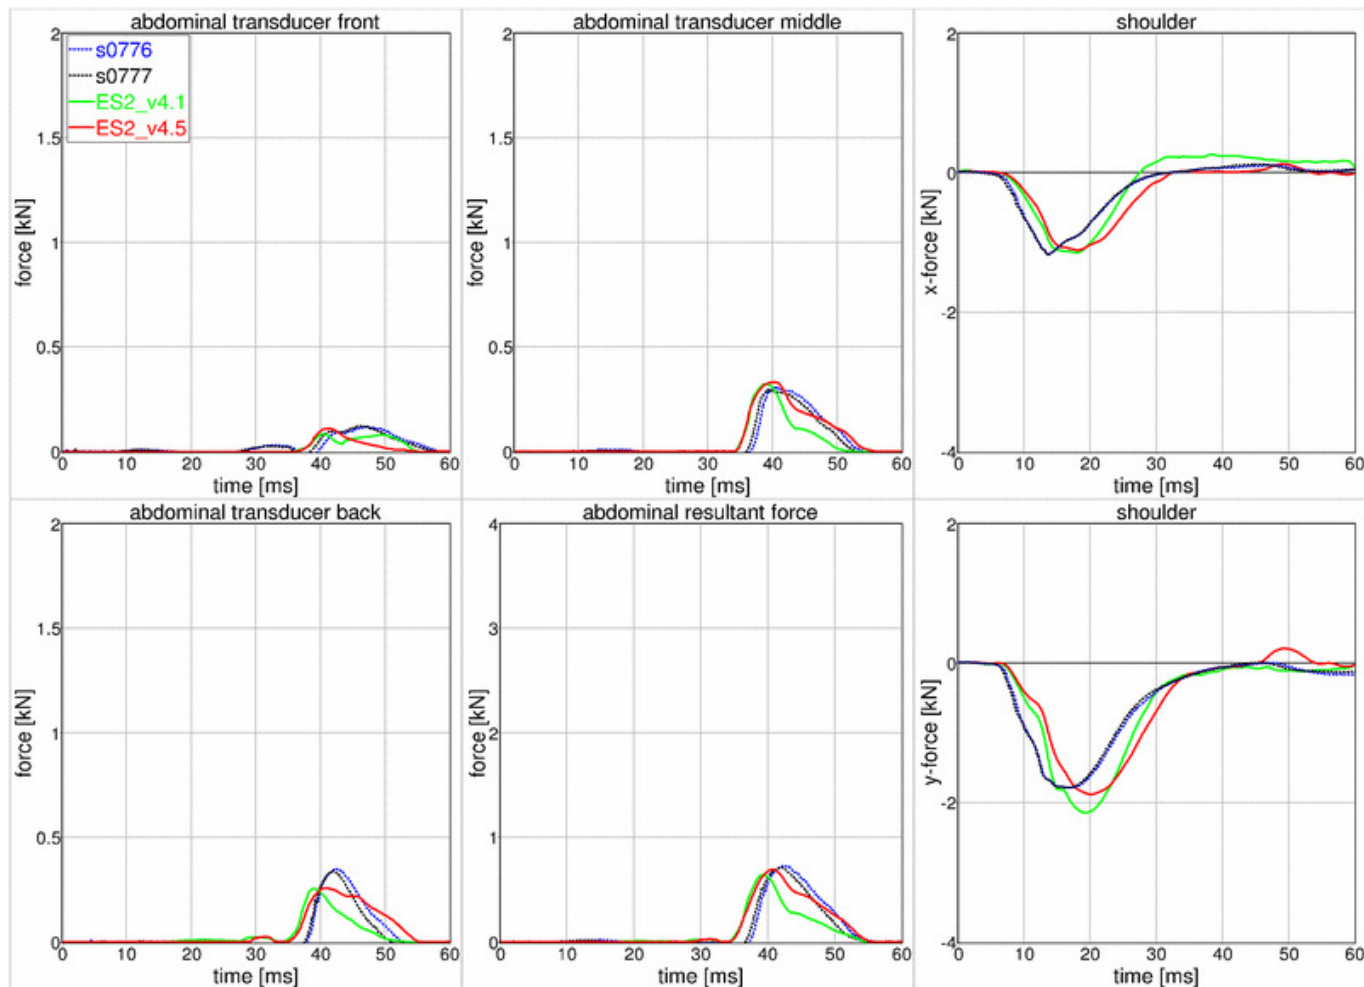 abdominal transducer front
2
s0776
s0777
ES2_v4.1
ES2_v4.5
1.5
1
0.5
0
force [kN]
0 10 20 30 40 50 60
time [ms]
abdominal transducer middle
2
1.5
1
0.5
0
force [kN]
0 10 20 30 40 50 60
time [ms]
shoulder
2
0
-2
-4
x-force [kN]
0 10 20 30 40 50 60
time [ms]
abdominal transducer back
2
1.5
1
0.5
0
force [kN]
0 10 20 30 40 50 60
time [ms]
abdominal resultant force
4
3
2
1
0
force [kN]
0 10 20 30 40 50 60
time [ms]
shoulder
2
0
-2
-4
y-force [kN]
0 10 20 30 40 50 60
time [ms]